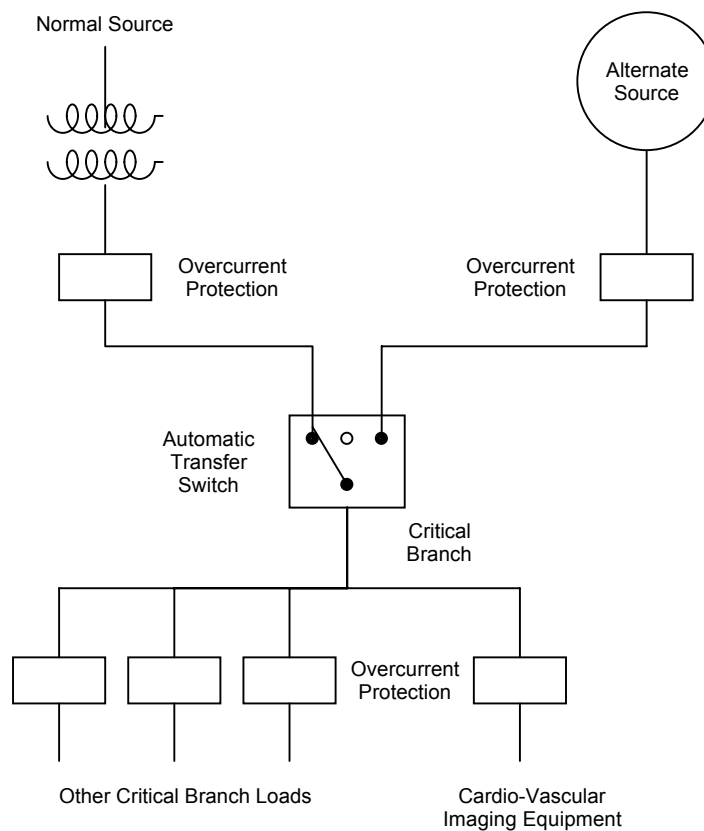 Normal Source
Alternate
Source
Overcurrent
Protection
Overcurrent
Protection
Automatic
Transfer
Switch
Critical
Branch
Overcurrent
Protection
Other Critical Branch Loads
Cardio-Vascular
Imaging Equipment